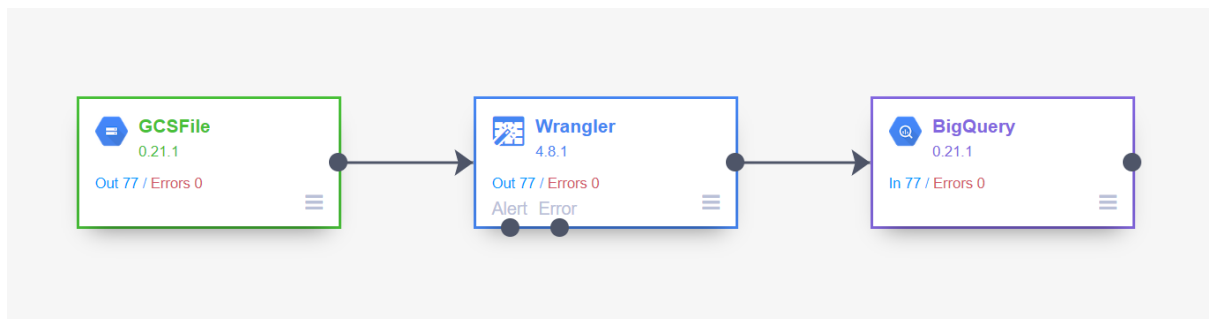 GCSFile
0.21.1
Out 77 / Errors 0
Wrangler
4.8.1
Out 77 / Errors 0
Alert Error
BigQuery
0.21.1
In 77 / Errors 0